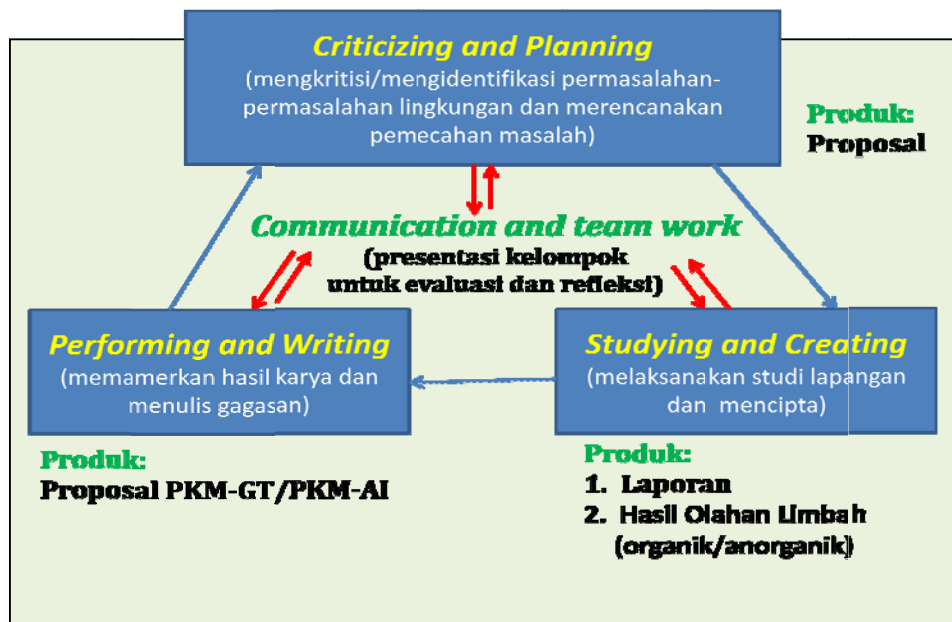 Criticizing and Planning
(mengkritisi/mengidentifikasi permasalahan-
permasalahan lingkungan dan merencanakan
pemecahan masalah)
Produk:
Proposal
Communication and team work
(presentasi kelompok
untuk evaluasi dan refleksi)
Performing and Writing
(memamerkan hasil karya dan
menulis gagasan)
Studying and Creating
(melaksanakan studi lapangan
dan mencipta)
Produk:
Proposal PKM-GT/PKM-AI
Produk:
1. Laporan
2. Hasil Olahan Limbah
(organik/anorganik)